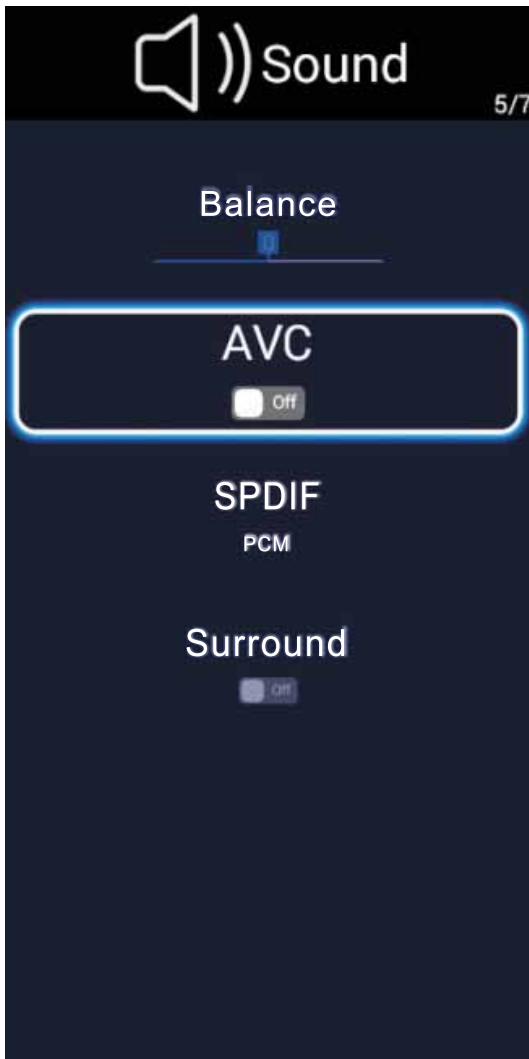 Sound
5/7
Balance
0
AVC
Off
SPDIF
PCM
Surround
Off